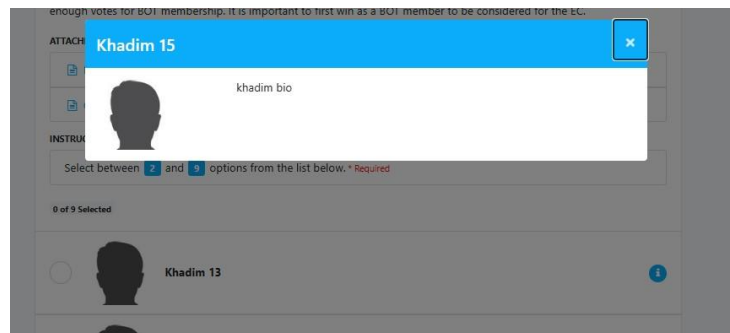 enough votes for BOT membership. It is important to first win as a BOT member to be considered for the EC.
ATTACH
Khadim 15
×
khadim bio
INSTRUC
Select between 2 and 9 options from the list below. * Required
0 of 9 Selected
Khadim 13
i